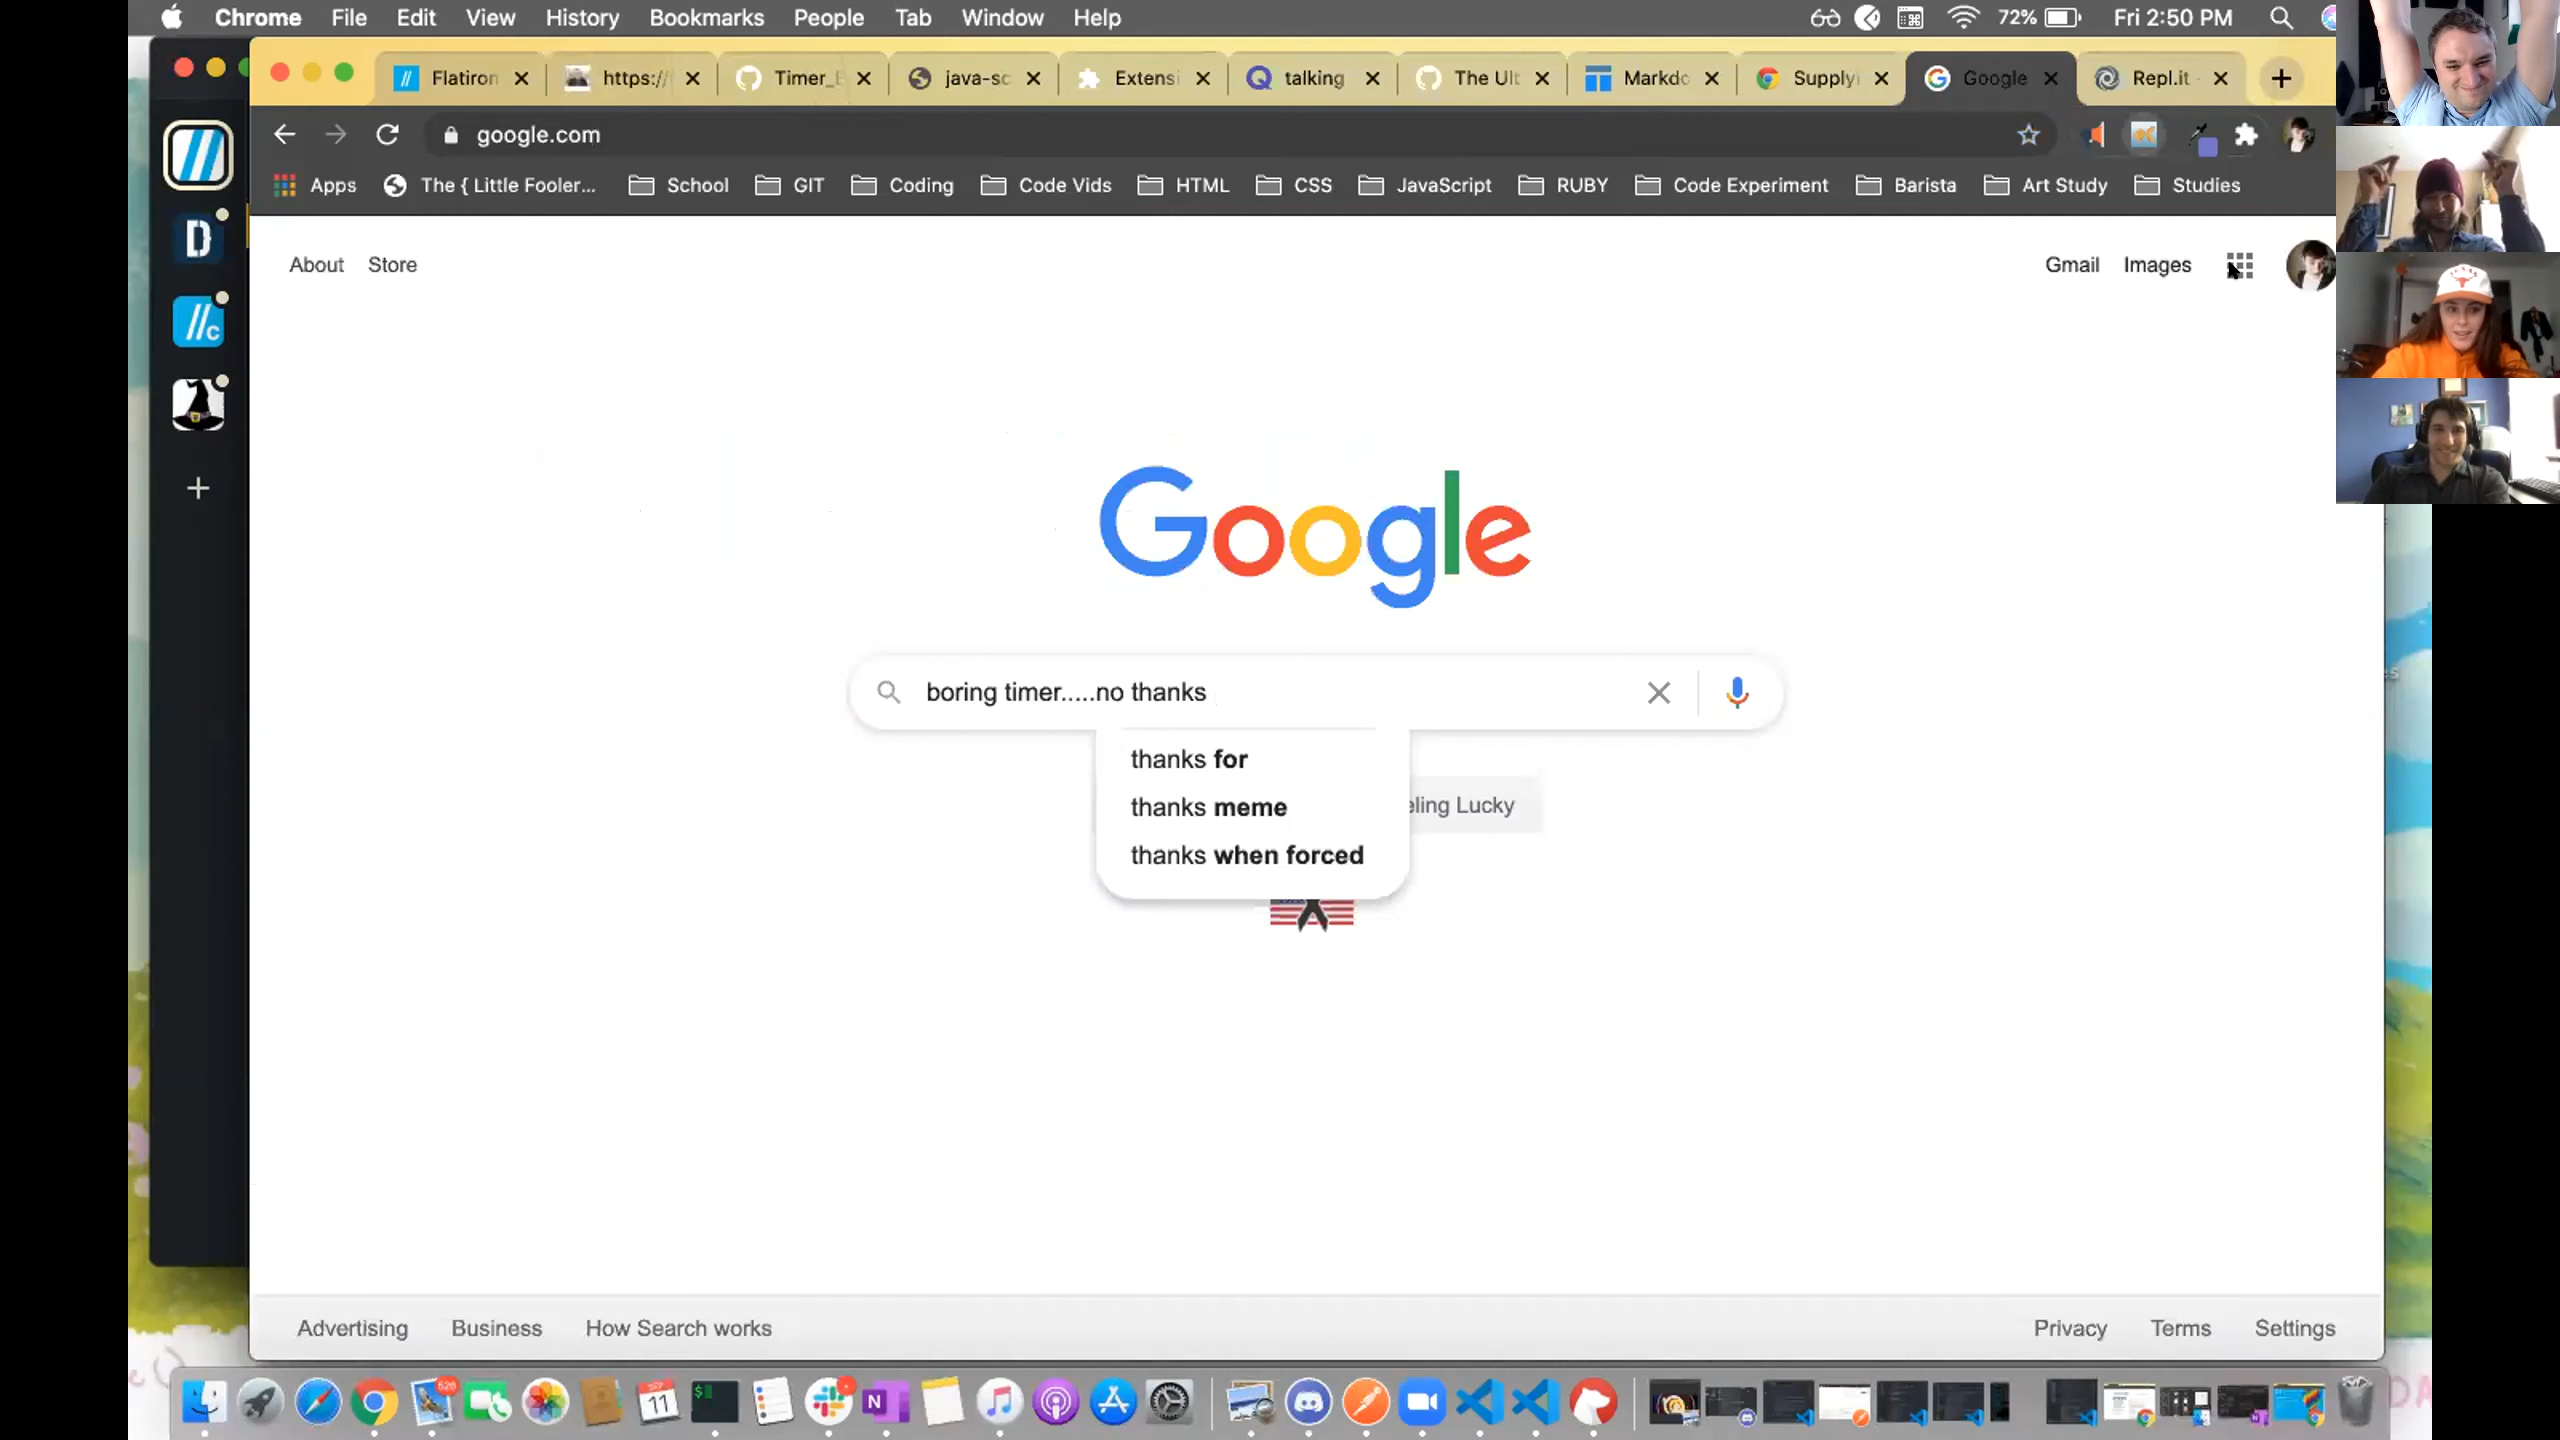 Chrome File Edit View History Bookmarks People Tab Window Help 72% Fri 2:50 PM
Flatiron https:// Timer_E java-sc Extensi talking The Ult Markdo Supply Google Repl.it -
google.com
Apps The { Little Fooler... School GIT Coding Code Vids HTML CSS JavaScript RUBY Code Experiment Barista Art Study Studies
About Store Gmail Images
Google
boring timer.....no thanks
thanks for
thanks meme
eling Lucky
thanks when forced
Advertising Business How Search works Privacy Terms Settings